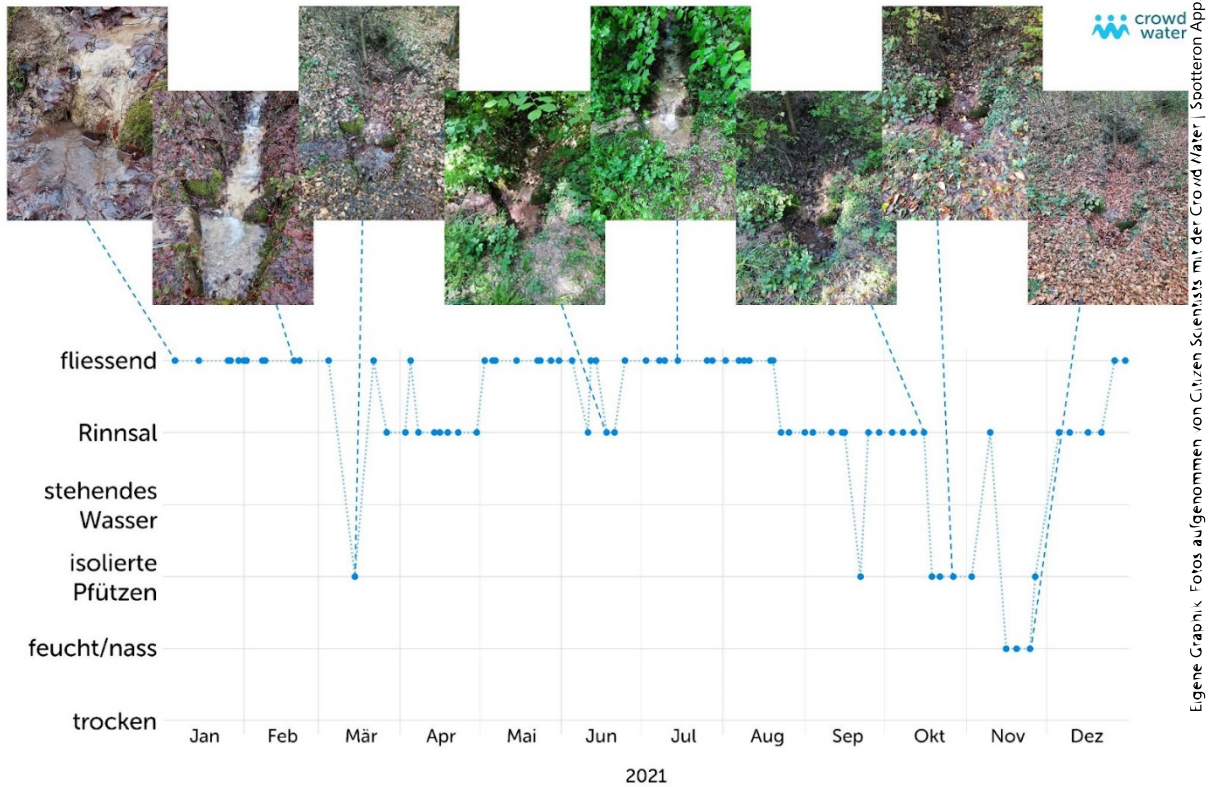 crowd
water
fliessend
Rinnsal
stehendes
Wasser
isolierte
Pfützen
feucht/nass
trocken
Jan Feb Mär Apr Mai Jun Jul Aug Sep Okt Nov Dez
2021
Eigene Graphik. Fotos aufgenommen von Citizen Scientists mit der CrowdWater | Spotteron App